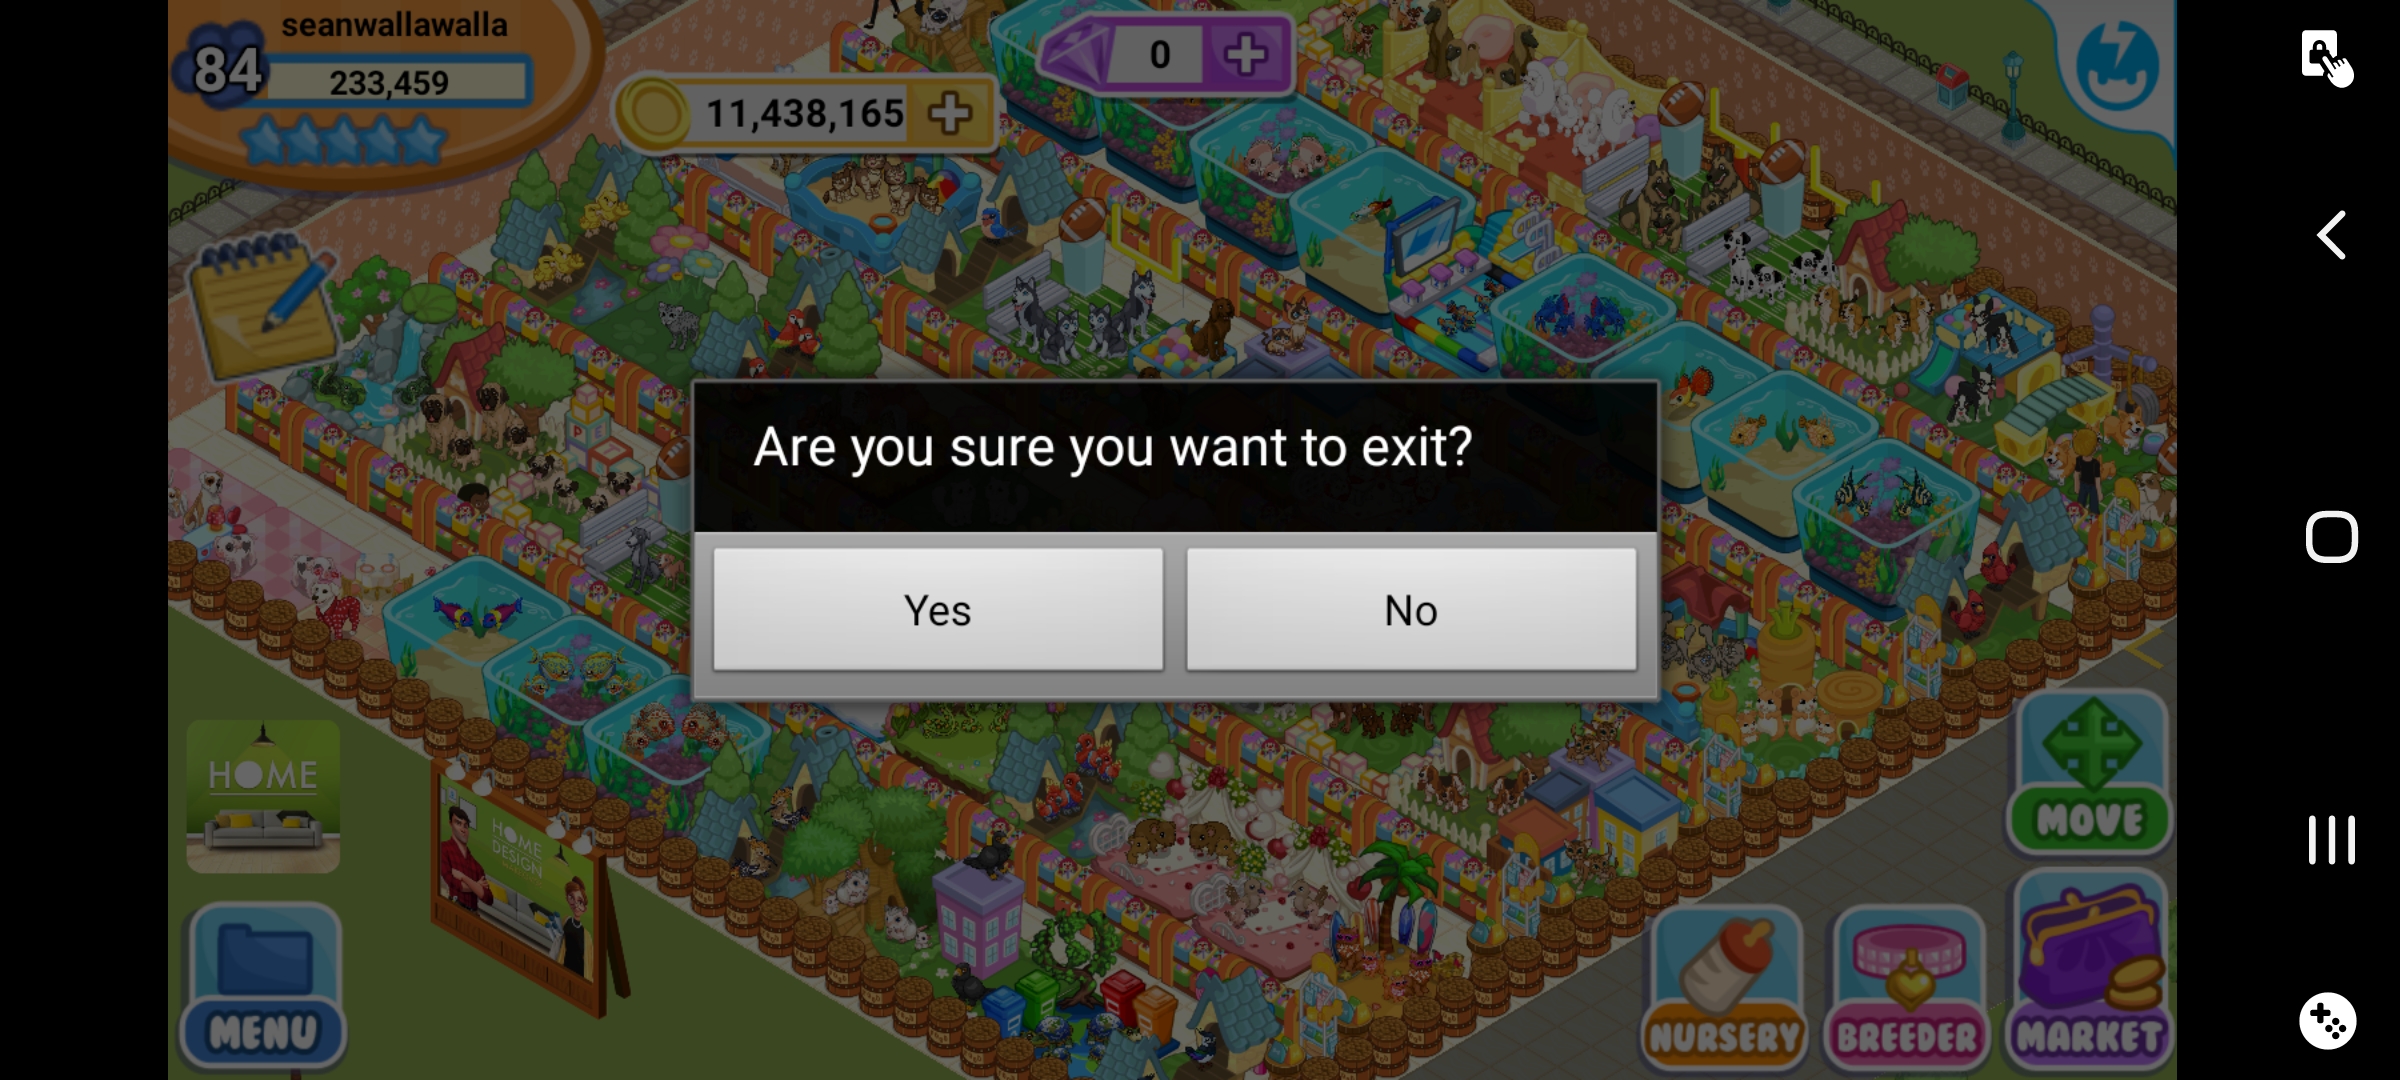 seanwallawalla
84
233,459
0
11,438,165
Are you sure you want to exit?
Yes
No
HOME
HOME
DESIGN
MENU
MOVE
NURSERY
BREEDER
MARKET